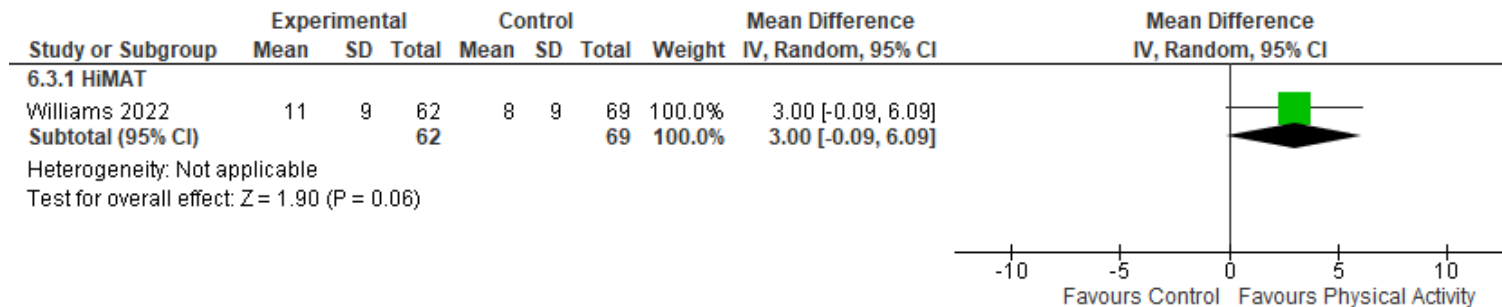 Experimental Control Mean Difference Mean Difference
Study or Subgroup Mean SD Total Mean SD Total Weight IV, Random, 95% CI IV, Random, 95% CI
6.3.1 HiMAT
Williams 2022 11 9 62 8 9 69 100.0% 3.00 [-0.09, 6.09]
Subtotal (95% CI) 62 69 100.0% 3.00 [-0.09, 6.09]
Heterogeneity: Not applicable
Test for overall effect: Z = 1.90 (P = 0.06)
-10 -5 0 5 10
Favours Control Favours Physical Activity